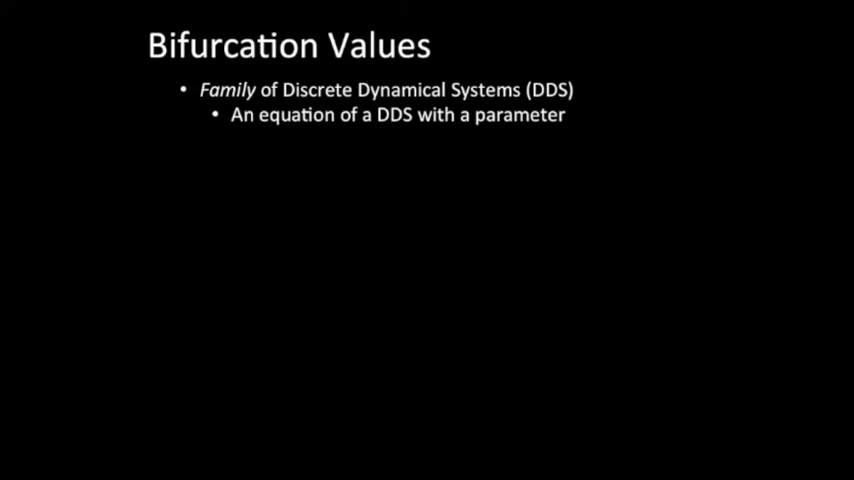 Bifurcation Values
• Family of Discrete Dynamical Systems (DDS)
• An equation of a DDS with a parameter